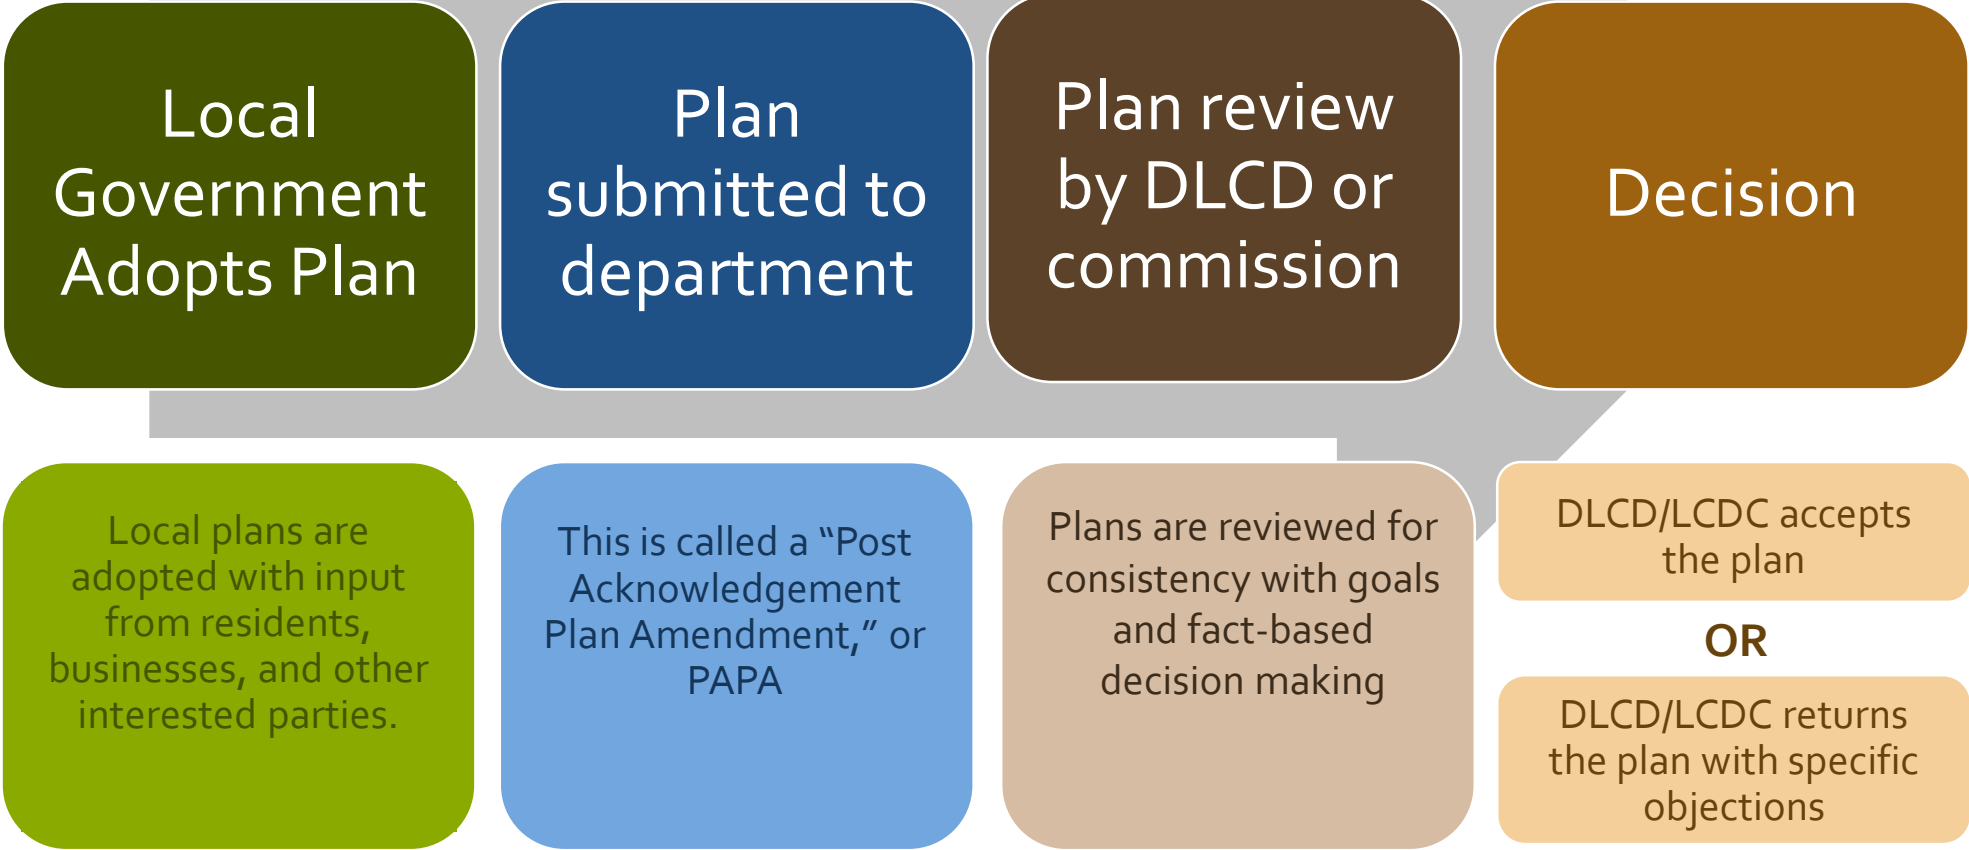 Local
Government
Adopts Plan
Plan
submitted to
department
Plan review
by DLCD or
commission
Decision
Local plans are
adopted with input
from residents,
businesses, and other
interested parties.
This is called a “Post
Acknowledgement
Plan Amendment,” or
PAPA
Plans are reviewed for
consistency with goals
and fact-based
decision making
DLCD/LCDC accepts
the plan
OR
DLCD/LCDC returns
the plan with specific
objections